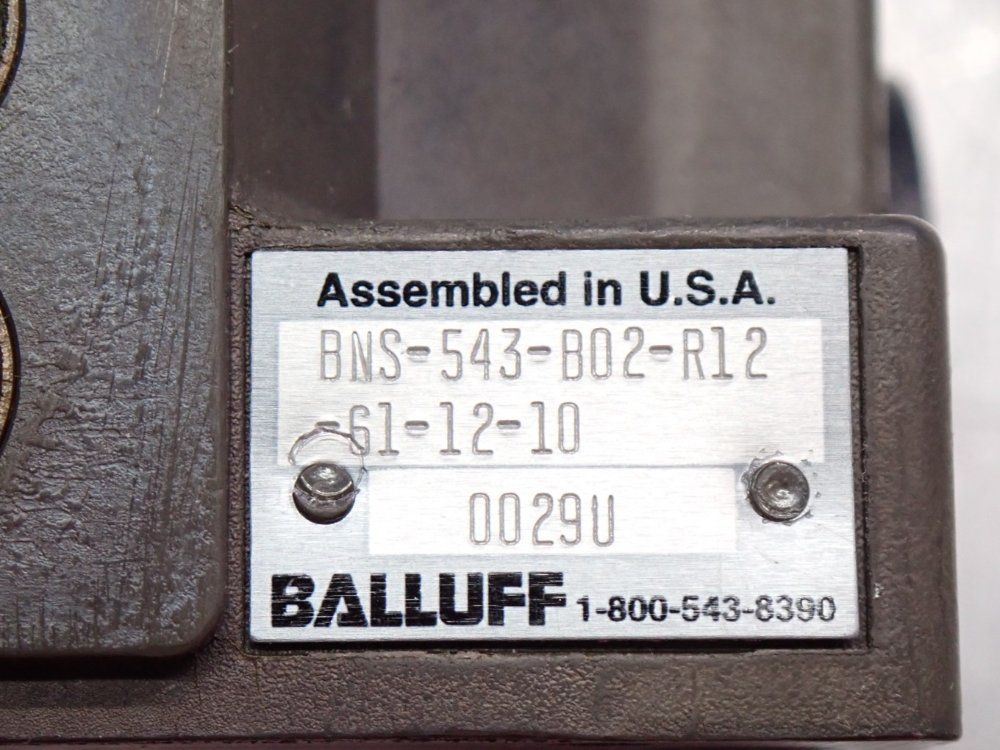 Assembled in U.S.A.
BNS-543-B02-R12
-61-12-10
0029U
BALLUFF 1-800-543-8390